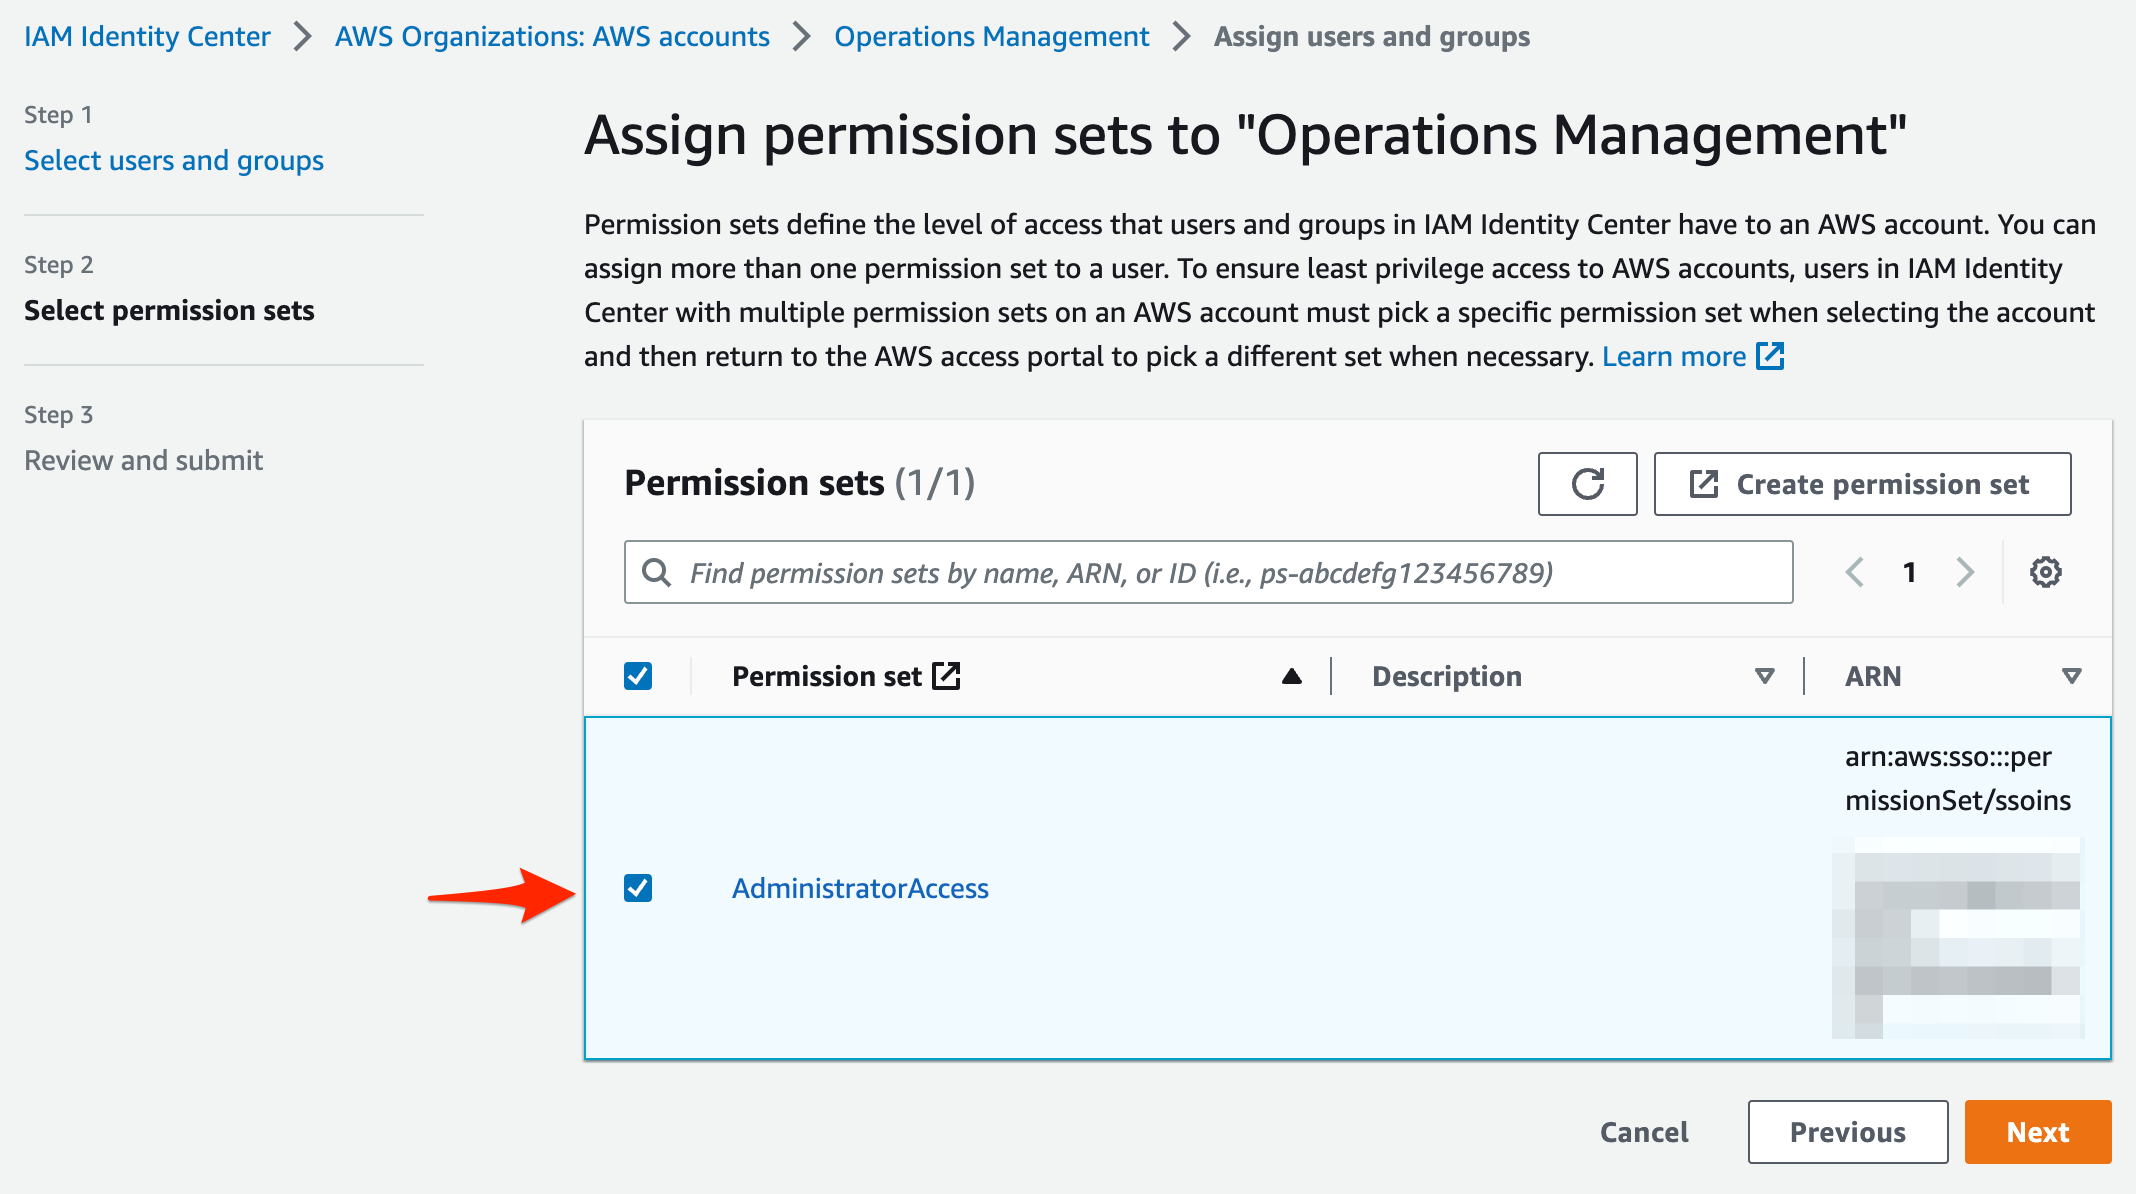 IAM Identity Center > AWS Organizations: AWS accounts > Operations Management > Assign users and groups
Step 1
Select users and groups
Step 2
Select permission sets
Step 3
Review and submit
Assign permission sets to "Operations Management"
Permission sets define the level of access that users and groups in IAM Identity Center have to an AWS account. You can
assign more than one permission set to a user. To ensure least privilege access to AWS accounts, users in IAM Identity
Center with multiple permission sets on an AWS account must pick a specific permission set when selecting the account
and then return to the AWS access portal to pick a different set when necessary. Learn more
Permission sets (1/1)
Create permission set
Find permission sets by name, ARN, or ID (i.e., ps-abcdefg123456789)
1
Permission set
Description
ARN
AdministratorAccess
arn:aws:sso:::per
missionSet/ssoins
Cancel
Previous
Next